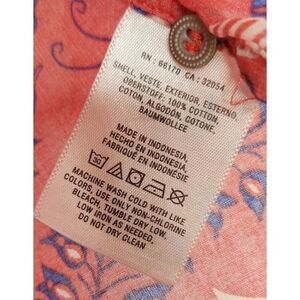 RN : 66170 CA : 32054
SHELL, VESTE, EXTERIOR, ESTERNO,
OBERSTOFF: 100% COTTON,
COTON, ALGODÓN, COTONE,
BAUMWOLLE
MADE IN INDONESIA,
HECHO EN INDONESIA,
FABRIQUÉ EN INDONÉSIE
MACHINE WASH COLD WITH LIKE
COLORS, USE ONLY NON-CHLORINE
BLEACH, TUMBLE DRY LOW.
LOW IRON AS NEEDED.
DO NOT DRY CLEAN